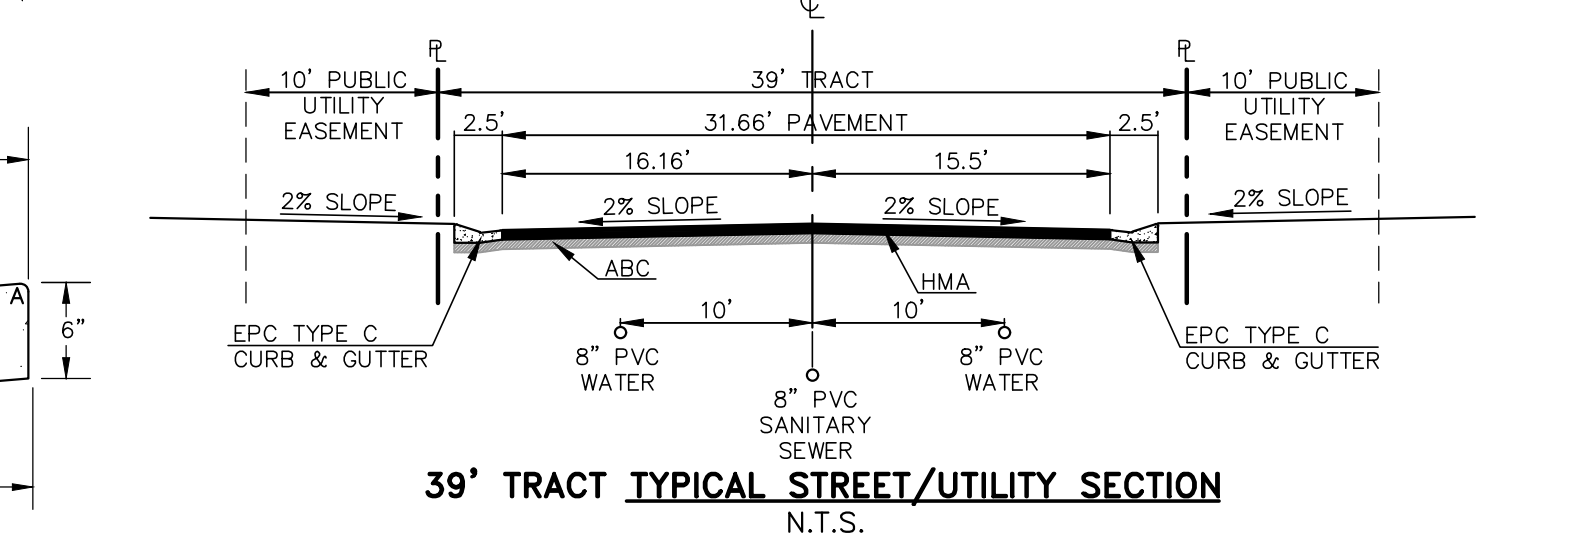 CL
PL
PL
10' PUBLIC
UTILITY
EASEMENT
39' TRACT
10' PUBLIC
UTILITY
EASEMENT
2.5'
31.66' PAVEMENT
2.5'
16.16'
15.5'
2% SLOPE
2% SLOPE
2% SLOPE
2% SLOPE
ABC
HMA
A
6”
10'
10'
EPC TYPE C
CURB & GUTTER
8” PVC
WATER
8” PVC
WATER
EPC TYPE C
CURB & GUTTER
8” PVC
SANITARY
SEWER
39' TRACT TYPICAL STREET/UTILITY SECTION
N.T.S.